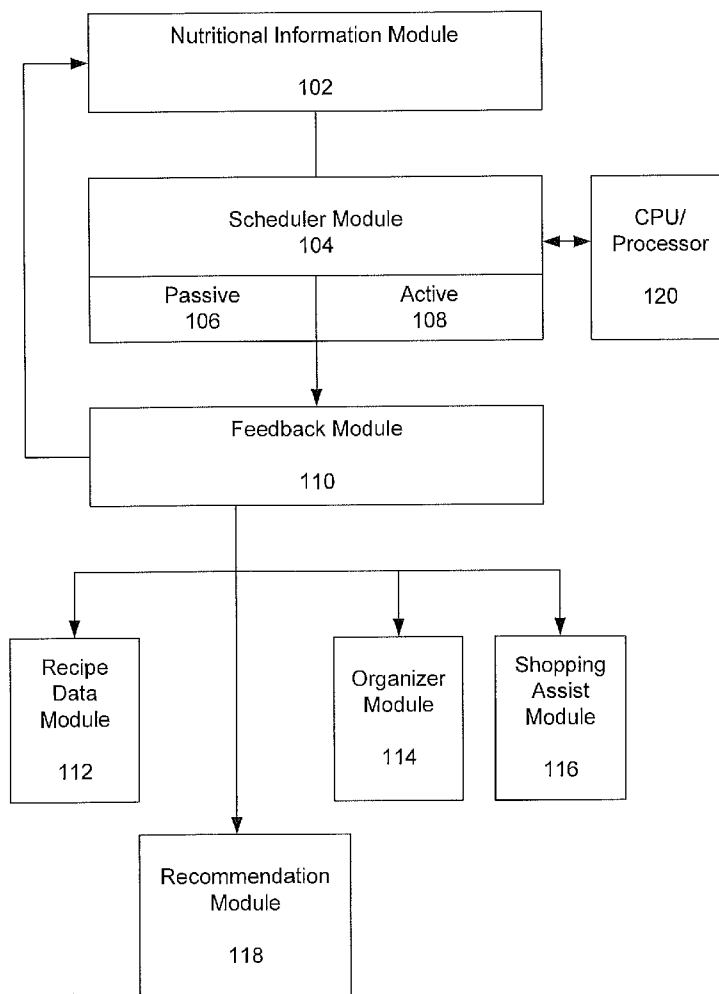 Nutritional Information Module
102
Scheduler Module
104
Passive
106
Active
108
CPU/
Processor
120
Feedback Module
110
Recipe
Data
Module
112
Organizer
Module
114
Shopping
Assist
Module
116
Recommendation
Module
118